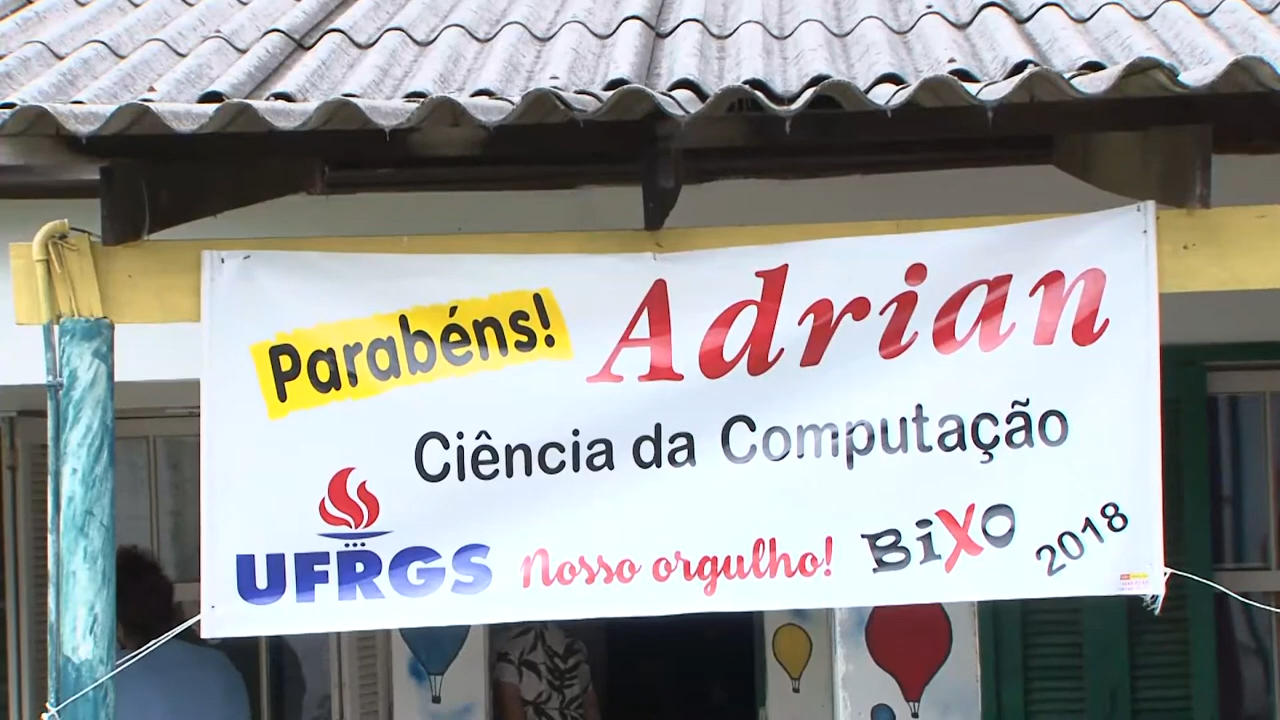 Parabéns! Adrian
Ciência da Computação
UFRGS Nosso orgulho! BiXO 2018